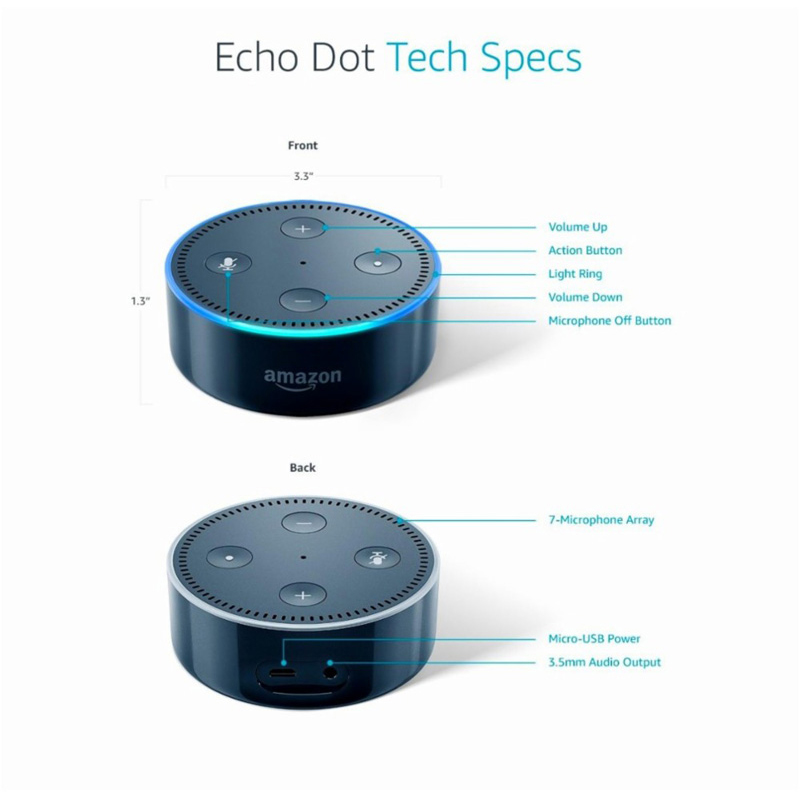 Echo Dot Tech Specs
Front
3.3"
1.3"
Volume Up
Action Button
Light Ring
Volume Down
Microphone Off Button
amazon
Back
7-Microphone Array
Micro-USB Power
3.5mm Audio Output